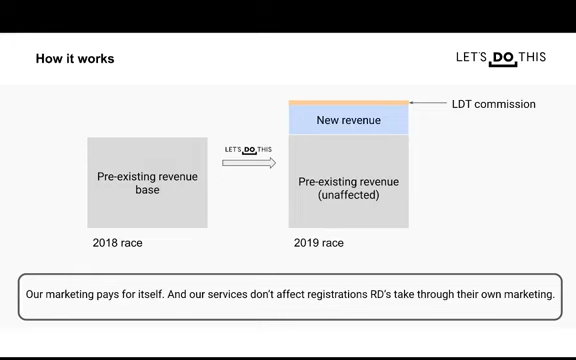 How it works
LET'S DO THIS
LDT commission
New revenue
LET'S DO THIS
Pre-existing revenue
base
Pre-existing revenue
(unaffected)
2018 race
2019 race
Our marketing pays for itself. And our services don't affect registrations RD's take through their own marketing.